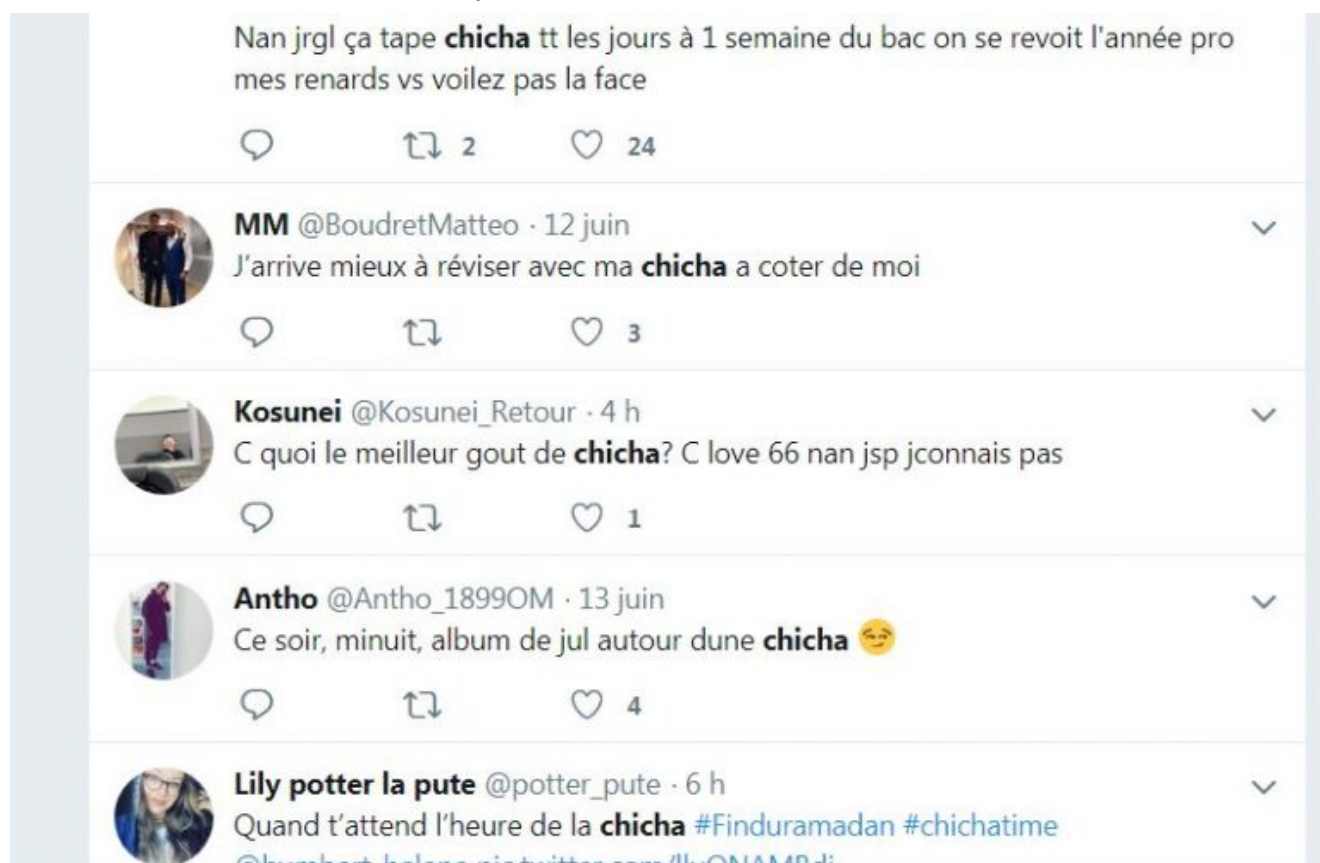 Nan jrgl ça tape chicha tt les jours à 1 semaine du bac on se revoit l'année pro
mes renards vs voilez pas la face
2 24
MM @BoudretMatteo · 12 juin
J'arrive mieux à réviser avec ma chicha a coter de moi
3
Kosunei @Kosunei_Retour · 4 h
C quoi le meilleur gout de chicha? C love 66 nan jsp jconnais pas
1
Antho @Antho_1899OM · 13 juin
Ce soir, minuit, album de jul autour dune chicha 😏
4
Lily potter la pute @potter_pute · 6 h
Quand t'attend l'heure de la chicha #Finduramadan #chichatime